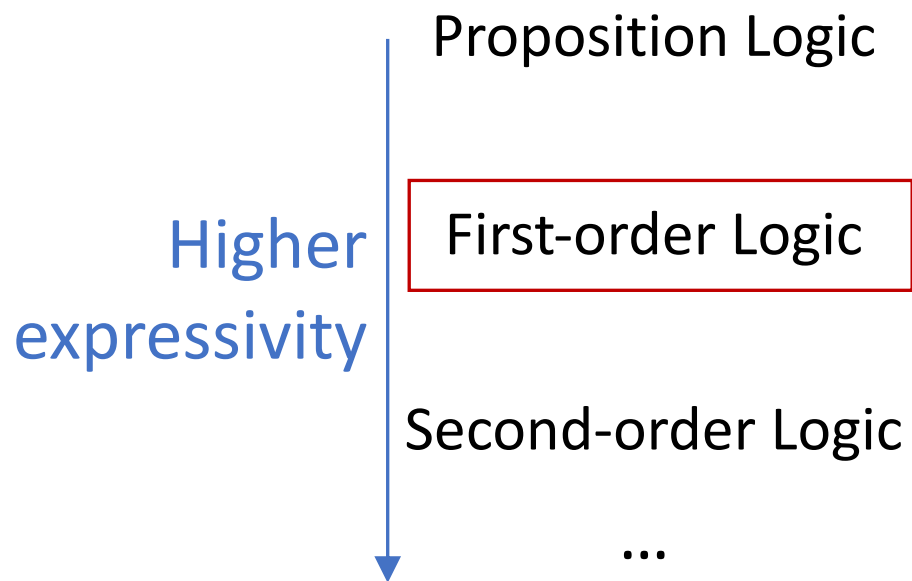 Proposition Logic
Higher
expressivity
First-order Logic
Second-order Logic
...